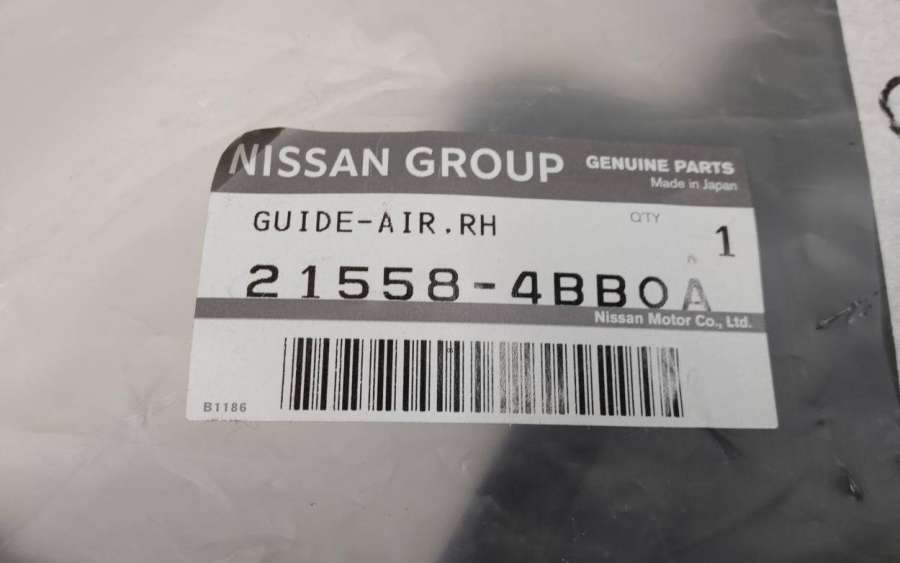 NISSAN GROUP GENUINE PARTS
Made in Japan
GUIDE-AIR.RH QTY 1
21558-4BB0A
Nissan Motor Co., Ltd.
B1186